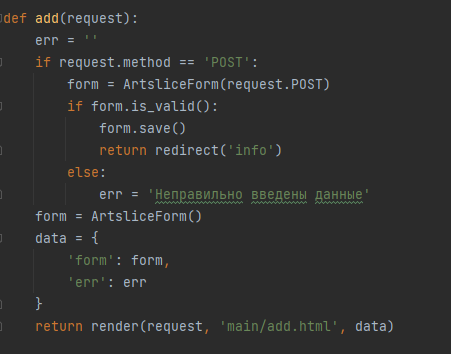 def add(request):
    err = ''
    if request.method == 'POST':
        form = ArtsliceForm(request.POST)
        if form.is_valid():
            form.save()
            return redirect('info')
        else:
            err = 'Неправильно введены данные'
    form = ArtsliceForm()
    data = {
        'form': form,
        'err': err
    }
    return render(request, 'main/add.html', data)